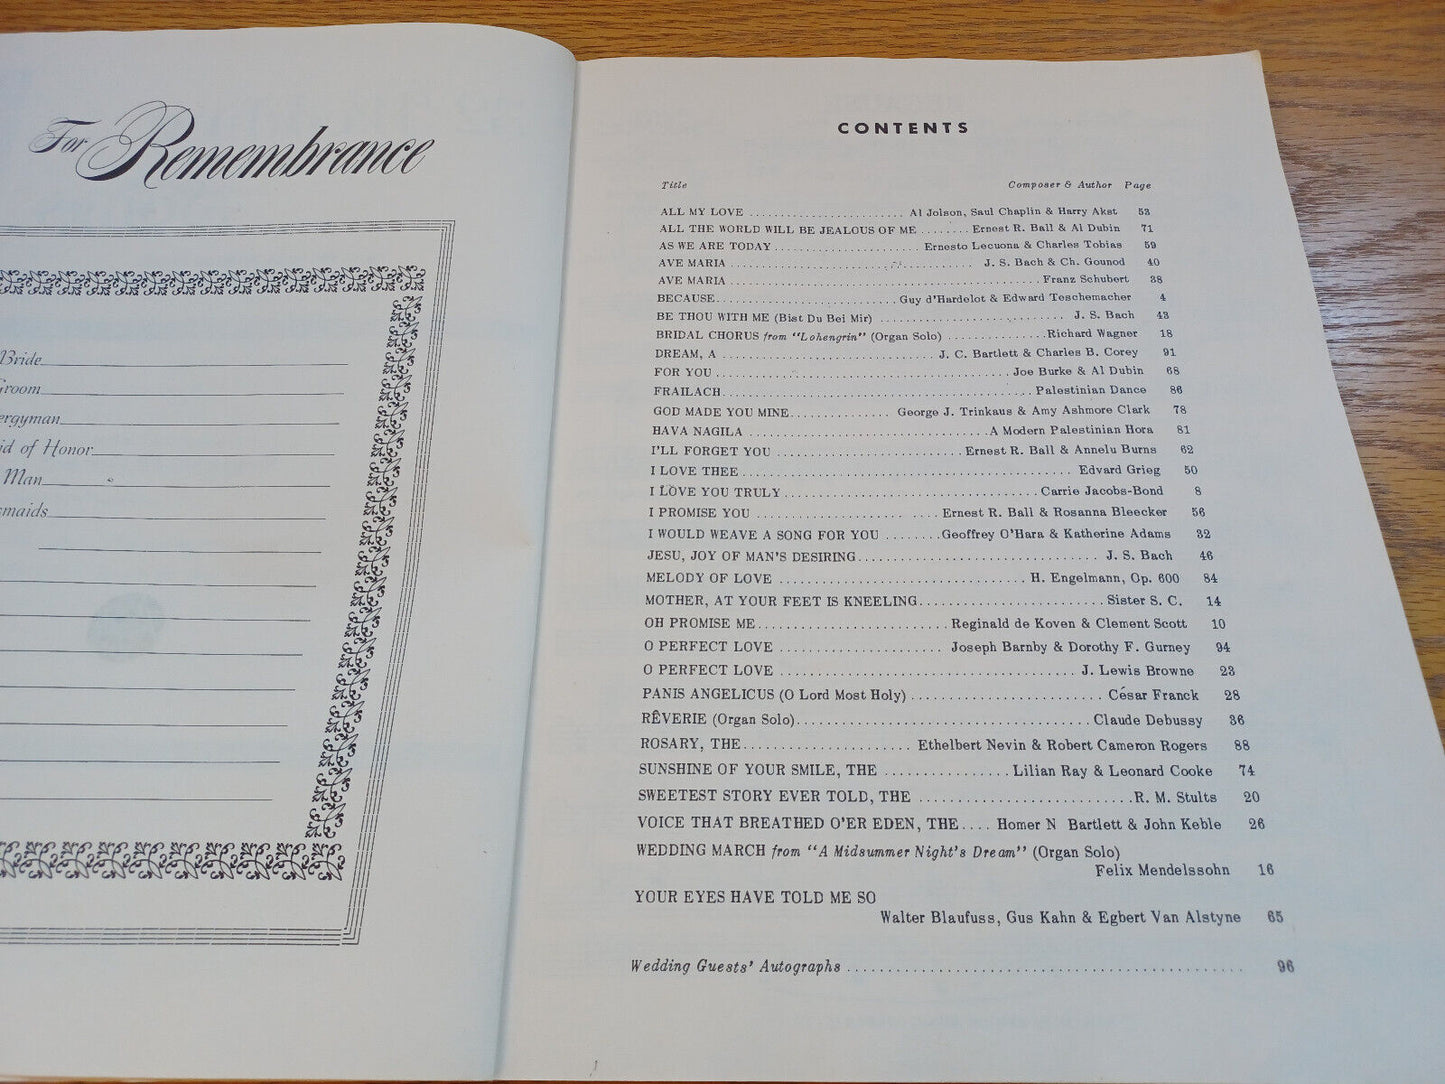 For Remembrance
Bride
Groom
ergyman
id of Honor
Man
smaids
CONTENTS
Title Composer & Author Page
ALL MY LOVE ........................ Al Jolson, Saul Chaplin & Harry Akst 53
ALL THE WORLD WILL BE JEALOUS OF ME ........ Ernest R. Ball & Al Dubin 71
AS WE ARE TODAY ....................... Ernesto Lecuona & Charles Tobias 59
AVE MARIA ....................................... J. S. Bach & Ch. Gounod 40
AVE MARIA ................................................ Franz Schubert 38
BECAUSE............................. Guy d'Hardelot & Edward Teschemacher 4
BE THOU WITH ME (Bist Du Bei Mir) .............................. J. S. Bach 43
BRIDAL CHORUS from "Lohengrin" (Organ Solo) .................Richard Wagner 18
DREAM, A ................................... J. C. Bartlett & Charles B. Corey 91
FOR YOU ................................................ Joe Burke & Al Dubin 68
FRAILACH................................................. Palestinian Dance 86
GOD MADE YOU MINE................ George J. Trinkaus & Amy Ashmore Clark 78
HAVA NAGILA ......................................A Modern Palestinian Hora 81
I'LL FORGET YOU ............................. Ernest R. Ball & Annelu Burns 62
I LOVE THEE .................................................... Edvard Grieg 50
I LOVE YOU TRULY ........................................ Carrie Jacobs-Bond 8
I PROMISE YOU ............................ Ernest R. Ball & Rosanna Bleecker 56
I WOULD WEAVE A SONG FOR YOU ........Geoffrey O'Hara & Katherine Adams 32
JESU, JOY OF MAN'S DESIRING..................................... J. S. Bach 46
MELODY OF LOVE ...................................... H. Engelmann, Op. 600 84
MOTHER, AT YOUR FEET IS KNEELING........................... Sister S. C. 14
OH PROMISE ME.......................... Reginald de Koven & Clement Scott 10
O PERFECT LOVE ....................... Joseph Barnby & Dorothy F. Gurney 94
O PERFECT LOVE .......................................... J. Lewis Browne 23
PANIS ANGELICUS (O Lord Most Holy) ........................ César Franck 28
RÊVERIE (Organ Solo)........................................ Claude Debussy 36
ROSARY, THE...................... Ethelbert Nevin & Robert Cameron Rogers 88
SUNSHINE OF YOUR SMILE, THE ................ Lilian Ray & Leonard Cooke 74
SWEETEST STORY EVER TOLD, THE ............................R. M. Stults 20
VOICE THAT BREATHED O'ER EDEN, THE.... Homer N Bartlett & John Keble 26
WEDDING MARCH from "A Midsummer Night's Dream" (Organ Solo)
Felix Mendelssohn 16
YOUR EYES HAVE TOLD ME SO
Walter Blaufuss, Gus Kahn & Egbert Van Alstyne 65
Wedding Guests' Autographs ................................................ 96